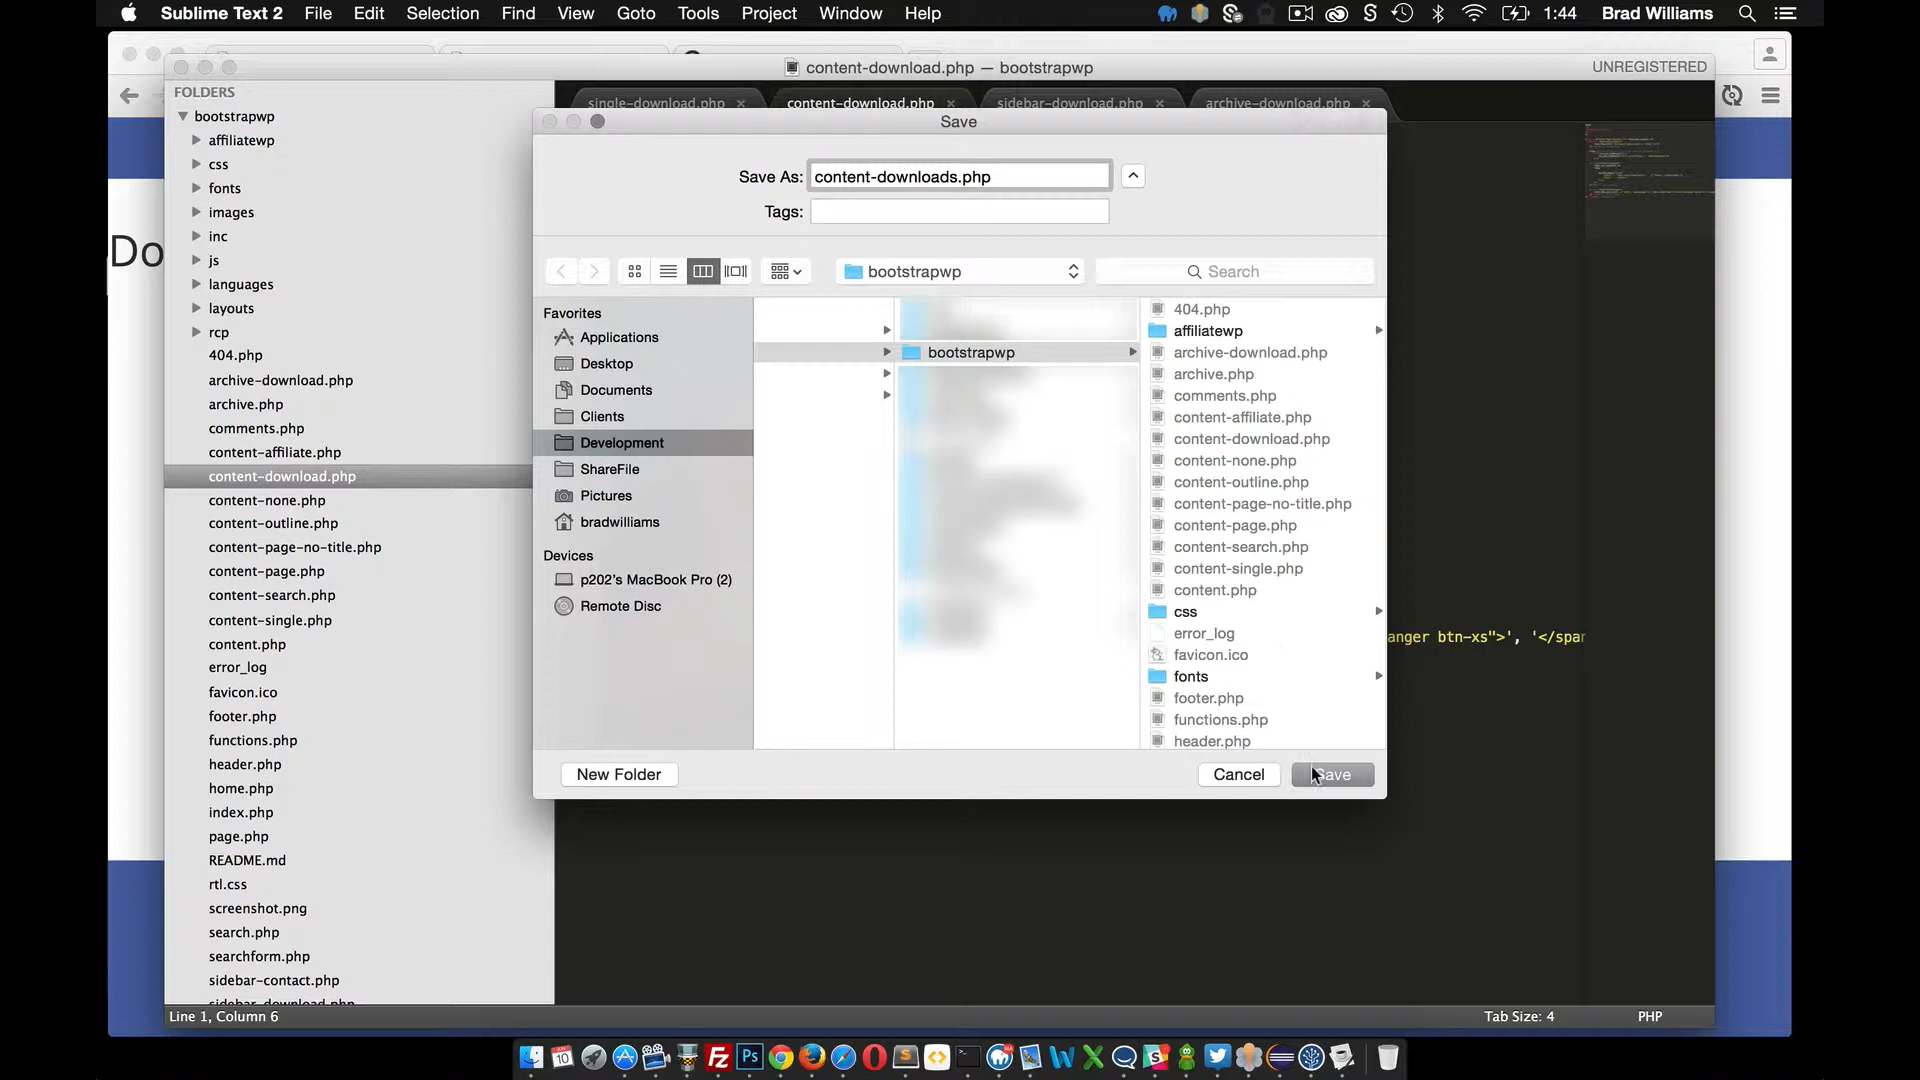 Sublime Text 2 File Edit Selection Find View Goto Tools Project Window Help 1:44 Brad Williams
content-download.php — bootstrapwp UNREGISTERED
single-download.php content-download.php sidebar-download.php archive-download.php
FOLDERS
bootstrapwp
affiliatewp
css
fonts
images
inc
js
languages
layouts
rcp
404.php
archive-download.php
archive.php
comments.php
content-affiliate.php
content-download.php
content-none.php
content-outline.php
content-page-no-title.php
content-page.php
content-search.php
content-single.php
content.php
error_log
favicon.ico
footer.php
functions.php
header.php
home.php
index.php
page.php
README.md
rtl.css
screenshot.png
search.php
searchform.php
sidebar-contact.php
sidebar-download.php
Do
Save
Save As: content-downloads.php
Tags:
bootstrapwp
Search
Favorites
Applications
Desktop
Documents
Clients
Development
ShareFile
Pictures
bradwilliams
Devices
p202's MacBook Pro (2)
Remote Disc
bootstrapwp
404.php
affiliatewp
archive-download.php
archive.php
comments.php
content-affiliate.php
content-download.php
content-none.php
content-outline.php
content-page-no-title.php
content-page.php
content-search.php
content-single.php
content.php
css
error_log
favicon.ico
fonts
footer.php
functions.php
header.php
New Folder Cancel Save
anger btn-xs">', '</spar
Line 1, Column 6 Tab Size: 4 PHP